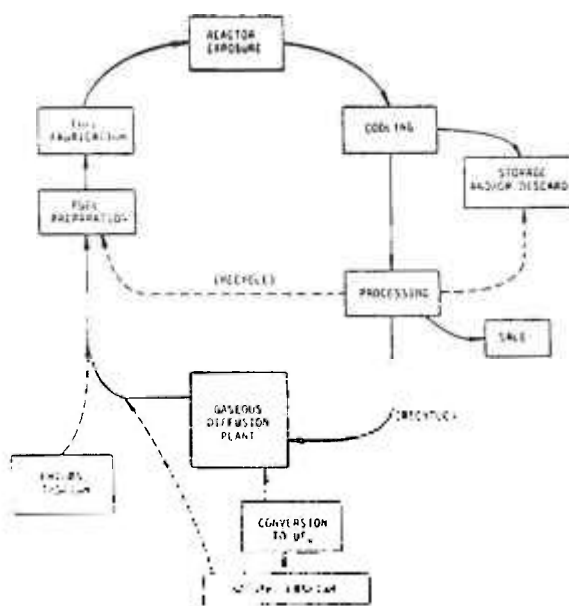 REACTOR
EXPOSURE
FUEL
FABRICATION
COOLING
STORAGE
AND/OR DISCARD
FUEL
PREPARATION
(RECYCLE)
PROCESSING
SALE
GASEOUS
DIFFUSION
PLANT
(RECYCLE)
CONVERSION
TO UF₆